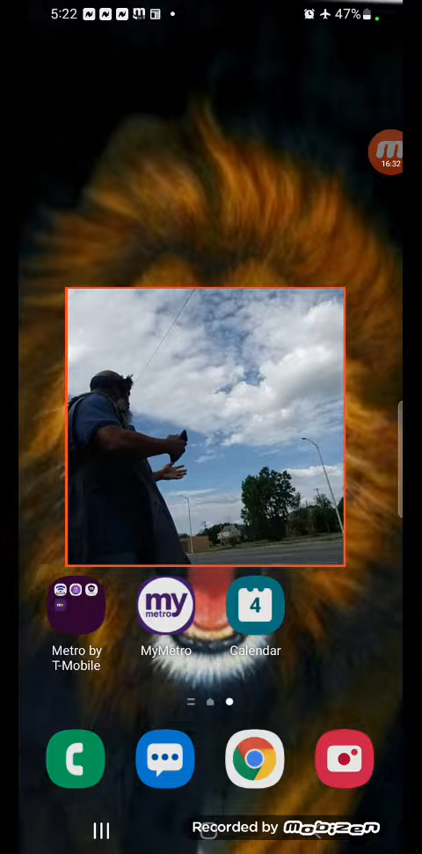 5:22
47%
16:32
my
metro
4
Metro by
T-Mobile
MyMetro
Calendar
Recorded by mobizen